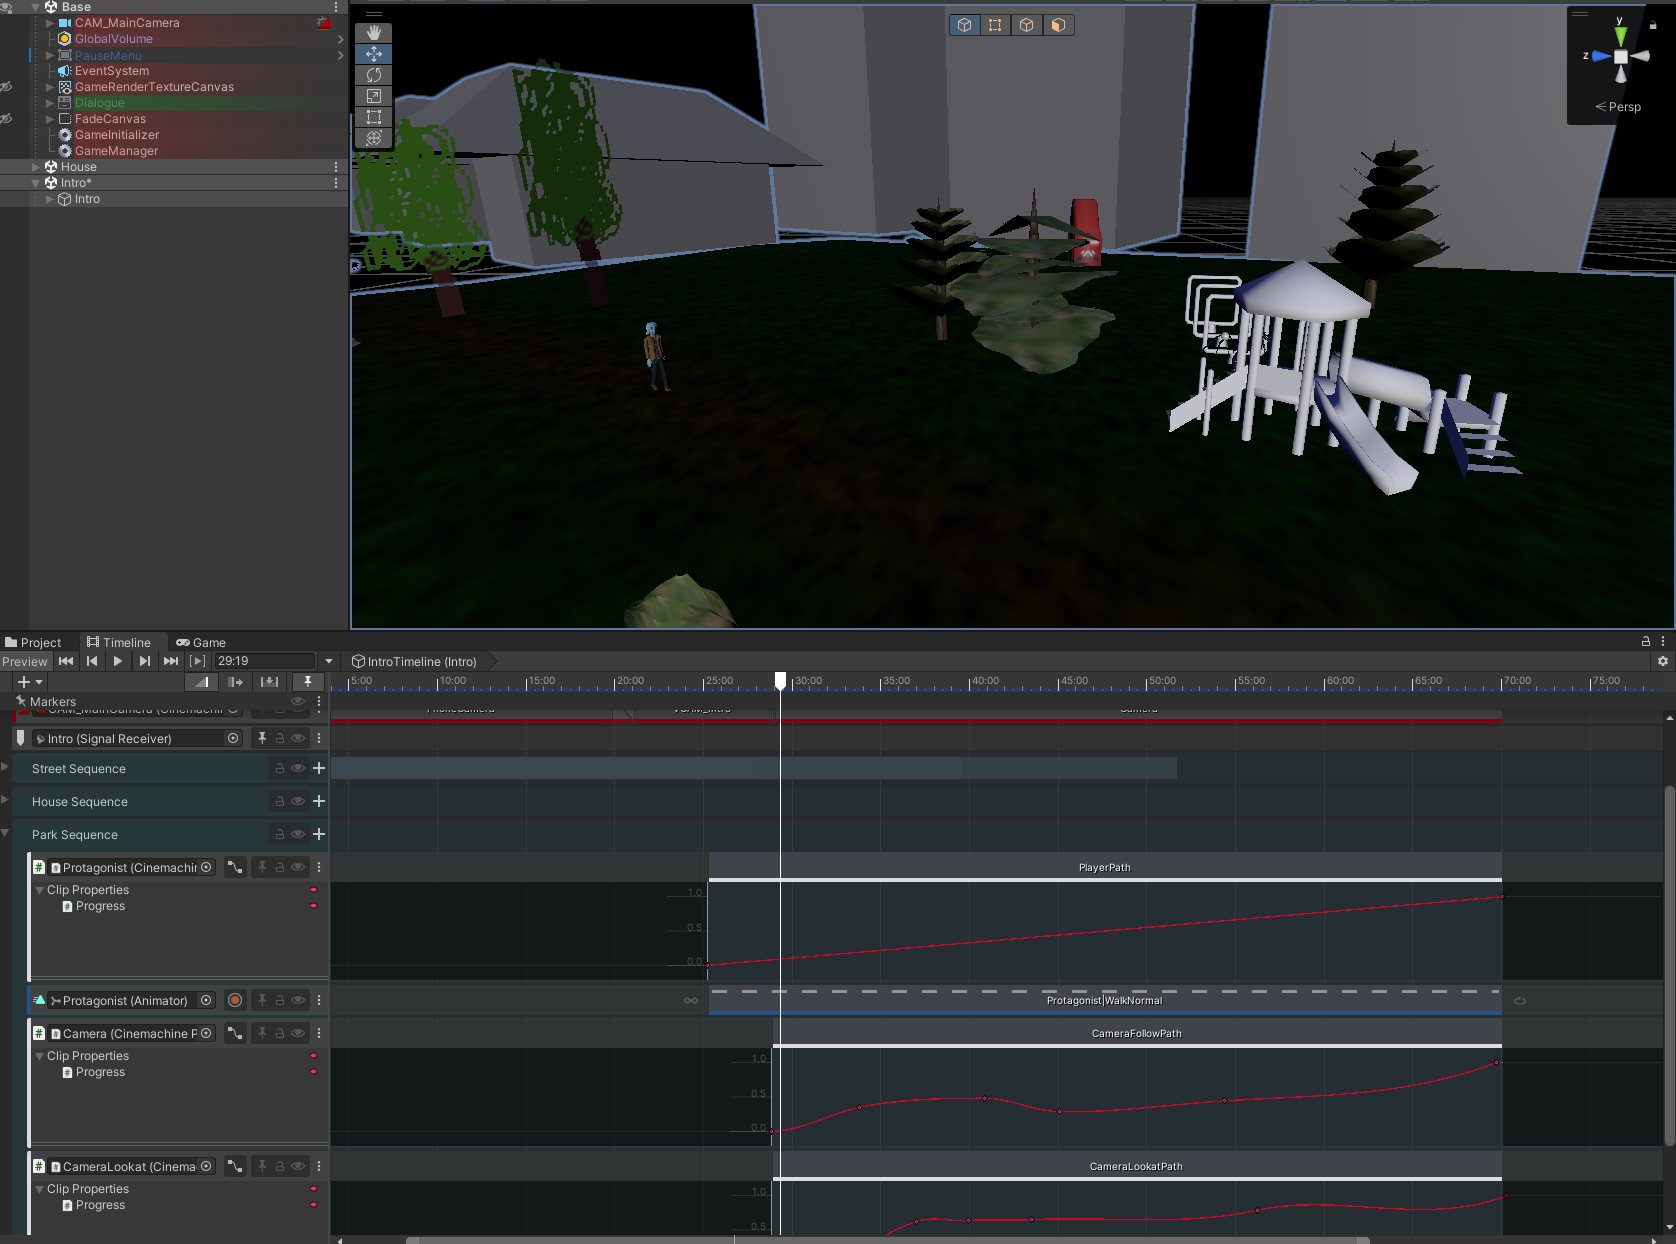 Base
CAM_MainCamera
GlobalVolume
PauseMenu
EventSystem
GameRenderTextureCanvas
Dialogue
FadeCanvas
GameInitializer
GameManager
House
Intro*
Intro
y
z
Persp
Project
Timeline
Game
Preview
29:19
IntroTimeline (Intro)
5:00
10:00
15:00
20:00
25:00
30:00
35:00
40:00
45:00
50:00
55:00
60:00
65:00
70:00
75:00
Markers
CAM_MainCamera (Cinemachi
PhoneCamera
VCAM_Intro
Camera
Intro (Signal Receiver)
Street Sequence
House Sequence
Park Sequence
Protagonist (Cinemachin
PlayerPath
Clip Properties
Progress
1.0
0.5
0.0
Protagonist (Animator)
Protagonist|WalkNormal
Camera (Cinemachine P
CameraFollowPath
Clip Properties
Progress
1.0
0.5
0.0
CameraLookat (Cinema
CameraLookatPath
Clip Properties
Progress
1.0
0.5